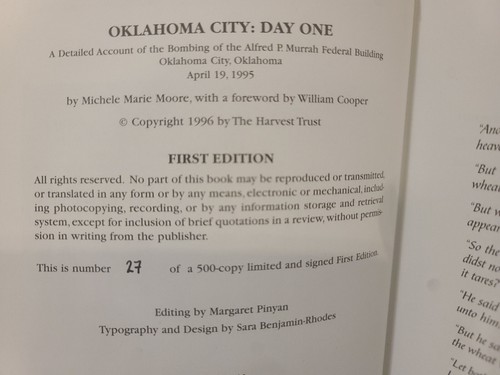 OKLAHOMA CITY: DAY ONE
A Detailed Account of the Bombing of the Alfred P. Murrah Federal Building
Oklahoma City, Oklahoma
April 19, 1995
by Michele Marie Moore, with a foreword by William Cooper
© Copyright 1996 by The Harvest Trust
FIRST EDITION
All rights reserved. No part of this book may be reproduced or transmitted,
or translated in any form or by any means, electronic or mechanical, includ-
ing photocopying, recording, or by any information storage and retrieval
system, except for inclusion of brief quotations in a review, without permis-
sion in writing from the publisher.
This is number 27 of a 500-copy limited and signed First Edition.
Editing by Margaret Pinyan
Typography and Design by Sara Benjamin-Rhodes
"And
heav
"But
whea
"But w
appear
"So the
didst no
it tares?
"He said
unto him,
"But he sa
the wheat
"Let both